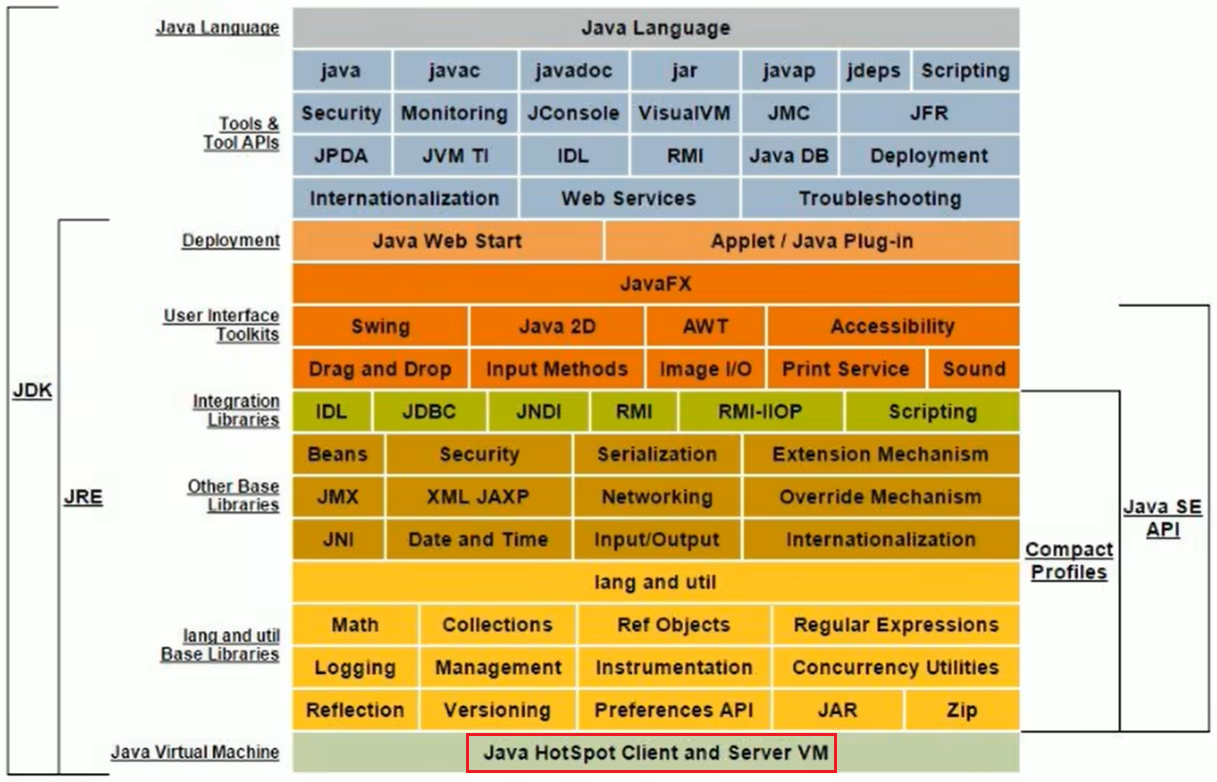 Java Language
Java Language
java
javac
javadoc
jar
javap
jdeps
Scripting
Tools &
Tool APIs
Security
Monitoring
JConsole
VisualVM
JMC
JFR
JPDA
JVM TI
IDL
RMI
Java DB
Deployment
Internationalization
Web Services
Troubleshooting
Deployment
Java Web Start
Applet / Java Plug-in
JavaFX
User Interface
Toolkits
Swing
Java 2D
AWT
Accessibility
Drag and Drop
Input Methods
Image I/O
Print Service
Sound
JDK
Integration
Libraries
IDL
JDBC
JNDI
RMI
RMI-IIOP
Scripting
JRE
Other Base
Libraries
Beans
Security
Serialization
Extension Mechanism
JMX
XML JAXP
Networking
Override Mechanism
JNI
Date and Time
Input/Output
Internationalization
Java SE
API
Compact
Profiles
lang and util
lang and util
Base Libraries
Math
Collections
Ref Objects
Regular Expressions
Logging
Management
Instrumentation
Concurrency Utilities
Reflection
Versioning
Preferences API
JAR
Zip
Java Virtual Machine
Java HotSpot Client and Server VM